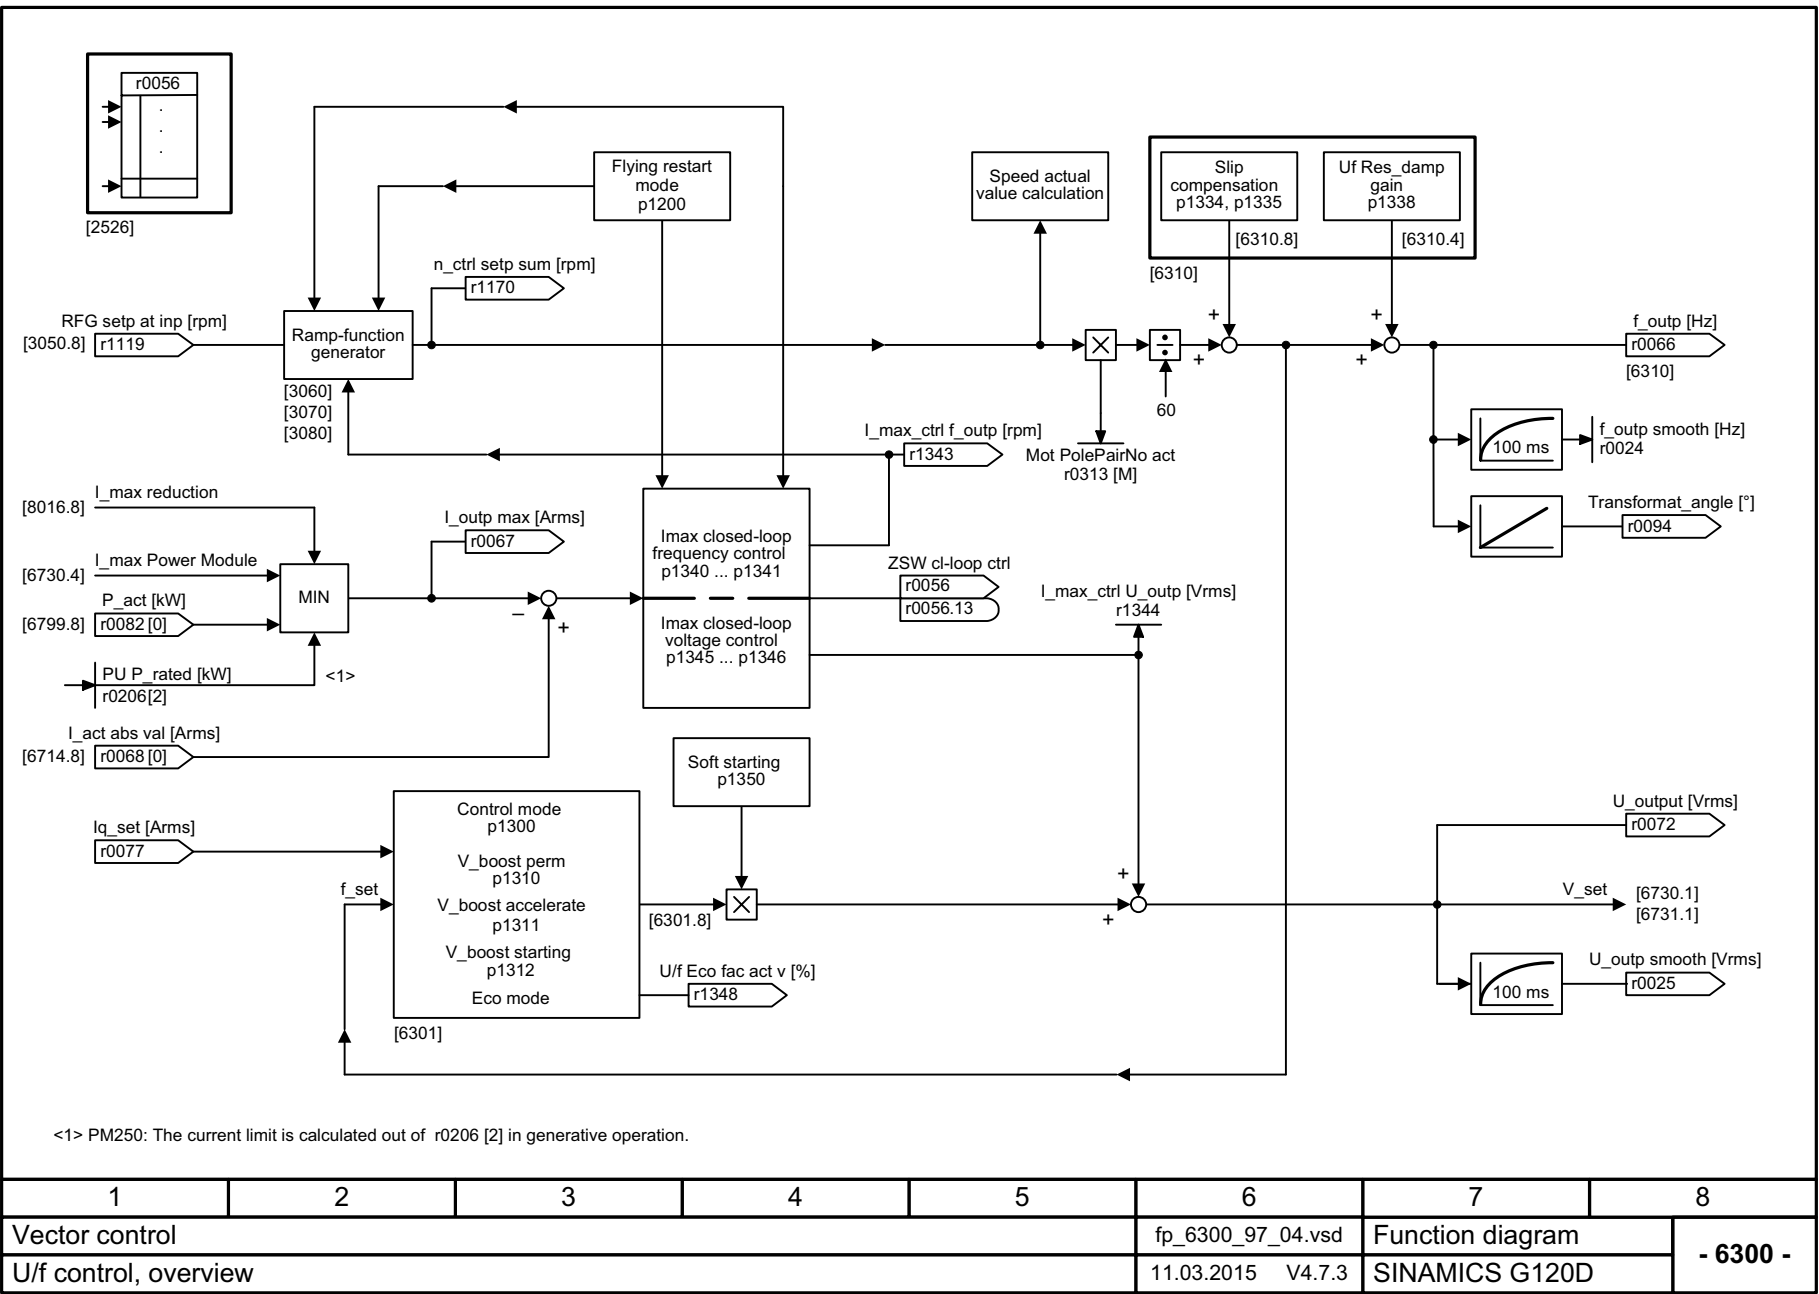 r0056
[2526]
Flying restart
mode
p1200
Speed actual
value calculation
Slip
compensation
p1334, p1335
Uf Res_damp
gain
p1338
[6310.8]
[6310.4]
[6310]
n_ctrl setp sum [rpm]
r1170
RFG setp at inp [rpm]
[3050.8]
r1119
Ramp-function
generator
[3060]
[3070]
[3080]
×
÷
60
+
+
+
+
f_outp [Hz]
r0066
[6310]
I_max_ctrl f_outp [rpm]
r1343
Mot PolePairNo act
r0313 [M]
100 ms
f_outp smooth [Hz]
r0024
Transformat_angle [°]
r0094
I_max reduction
[8016.8]
I_max Power Module
[6730.4]
P_act [kW]
[6799.8]
r0082 [0]
PU P_rated [kW]
r0206[2]
<1>
MIN
I_outp max [Arms]
r0067
–
+
I_act abs val [Arms]
[6714.8]
r0068 [0]
Imax closed-loop
frequency control
p1340 ... p1341
Imax closed-loop
voltage control
p1345 ... p1346
ZSW cl-loop ctrl
r0056
r0056.13
I_max_ctrl U_outp [Vrms]
r1344
Soft starting
p1350
Iq_set [Arms]
r0077
f_set
Control mode
p1300
V_boost perm
p1310
V_boost accelerate
p1311
V_boost starting
p1312
Eco mode
[6301]
[6301.8]
×
U/f Eco fac act v [%]
r1348
+
+
U_output [Vrms]
r0072
V_set
[6730.1]
[6731.1]
100 ms
U_outp smooth [Vrms]
r0025
<1> PM250: The current limit is calculated out of r0206 [2] in generative operation.
1 2 3 4 5 6 7 8
Vector control
fp_6300_97_04.vsd
Function diagram
- 6300 -
U/f control, overview
11.03.2015 V4.7.3
SINAMICS G120D